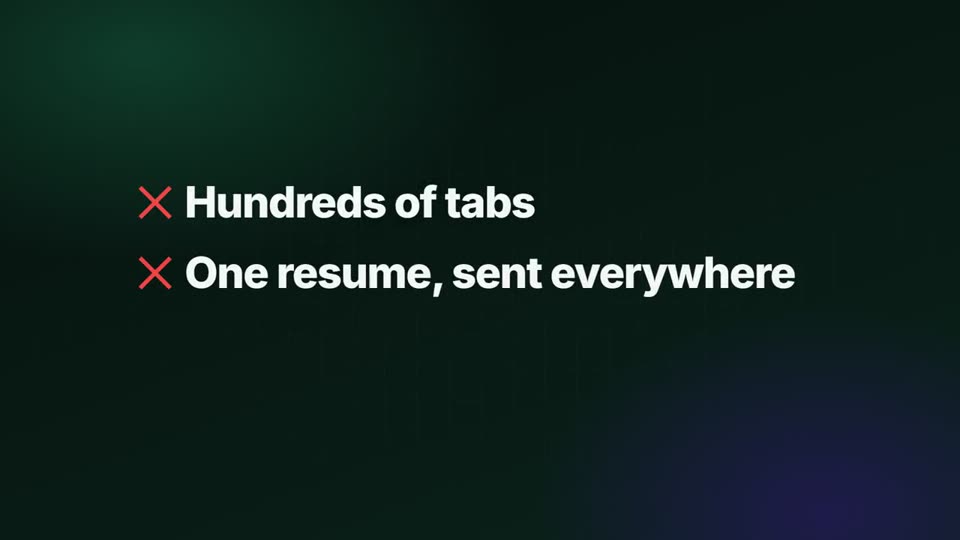 ❌ Hundreds of tabs
❌ One resume, sent everywhere